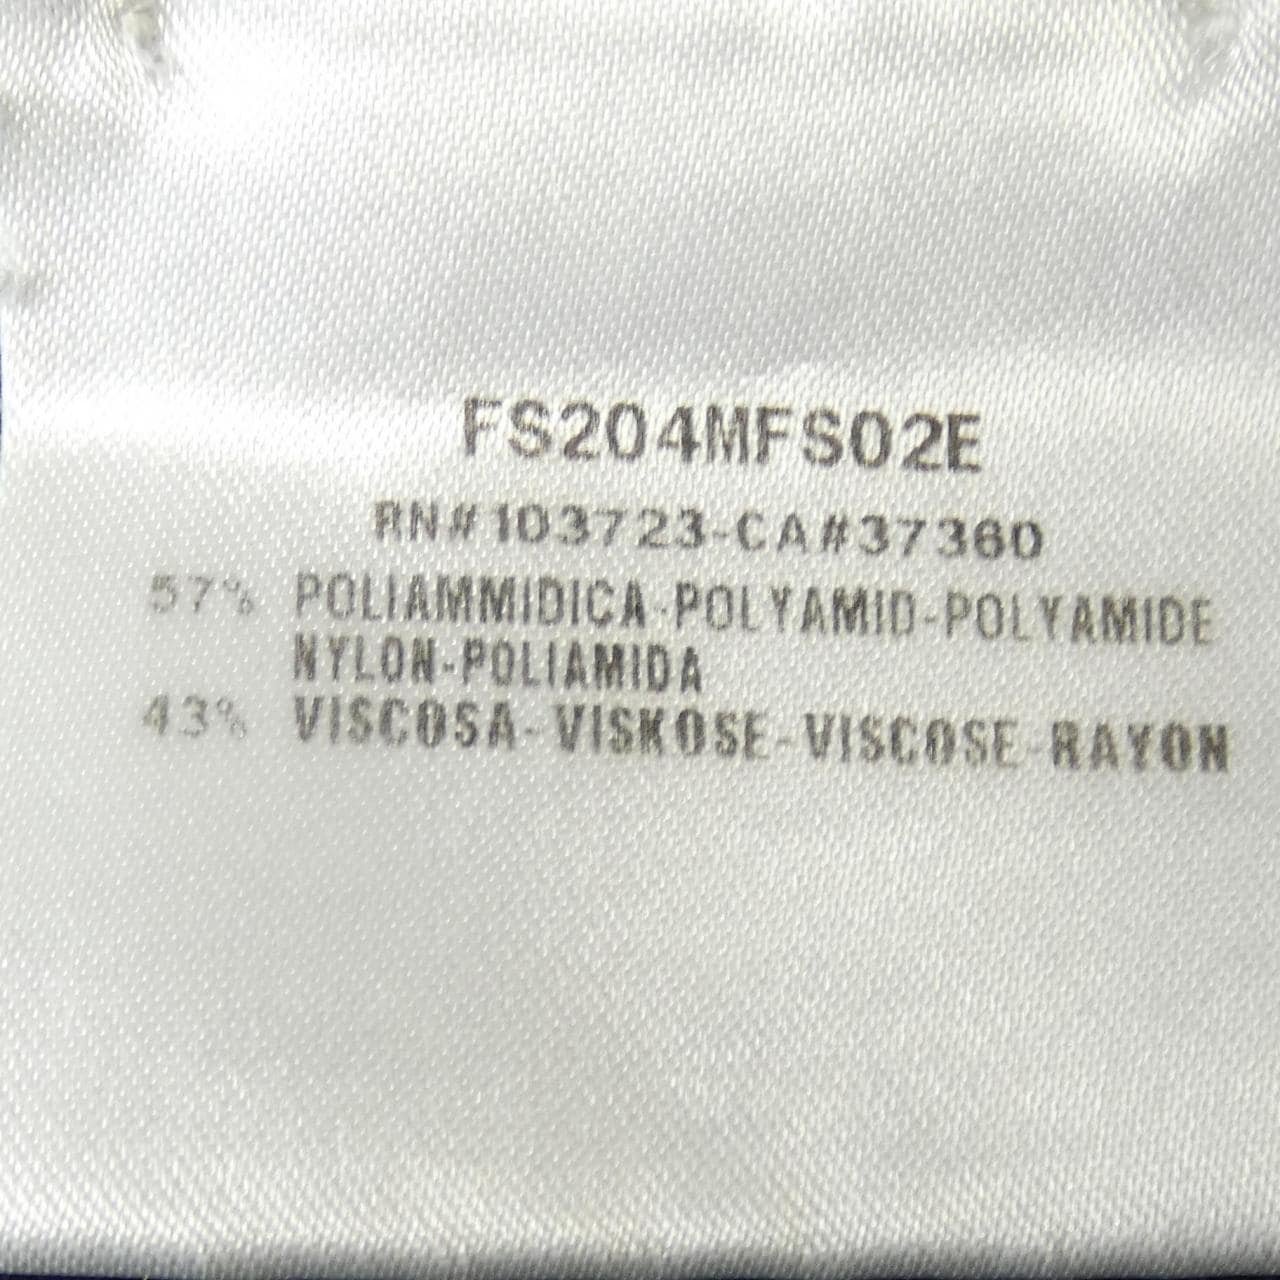 FS204MFS02E
RN#103723-CA#37360
57% POLIAMMIDICA-POLYAMID-POLYAMIDE
NYLON-POLIAMIDA
43% VISCOSA-VISKOSE-VISCOSE-RAYON